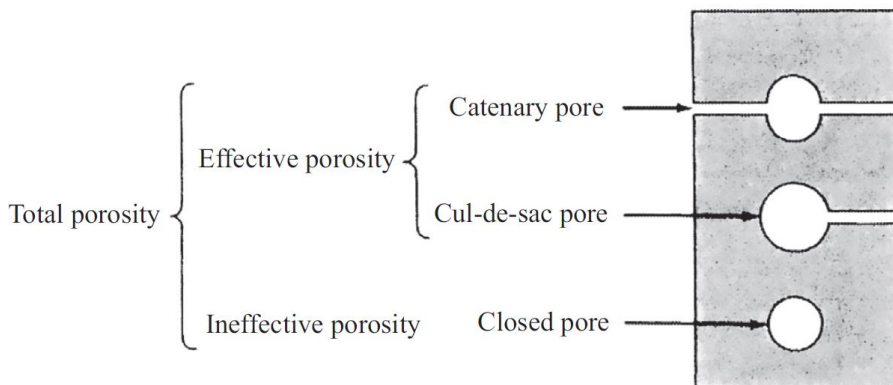 Catenary pore
Effective porosity
Total porosity
Cul-de-sac pore
Ineffective porosity
Closed pore